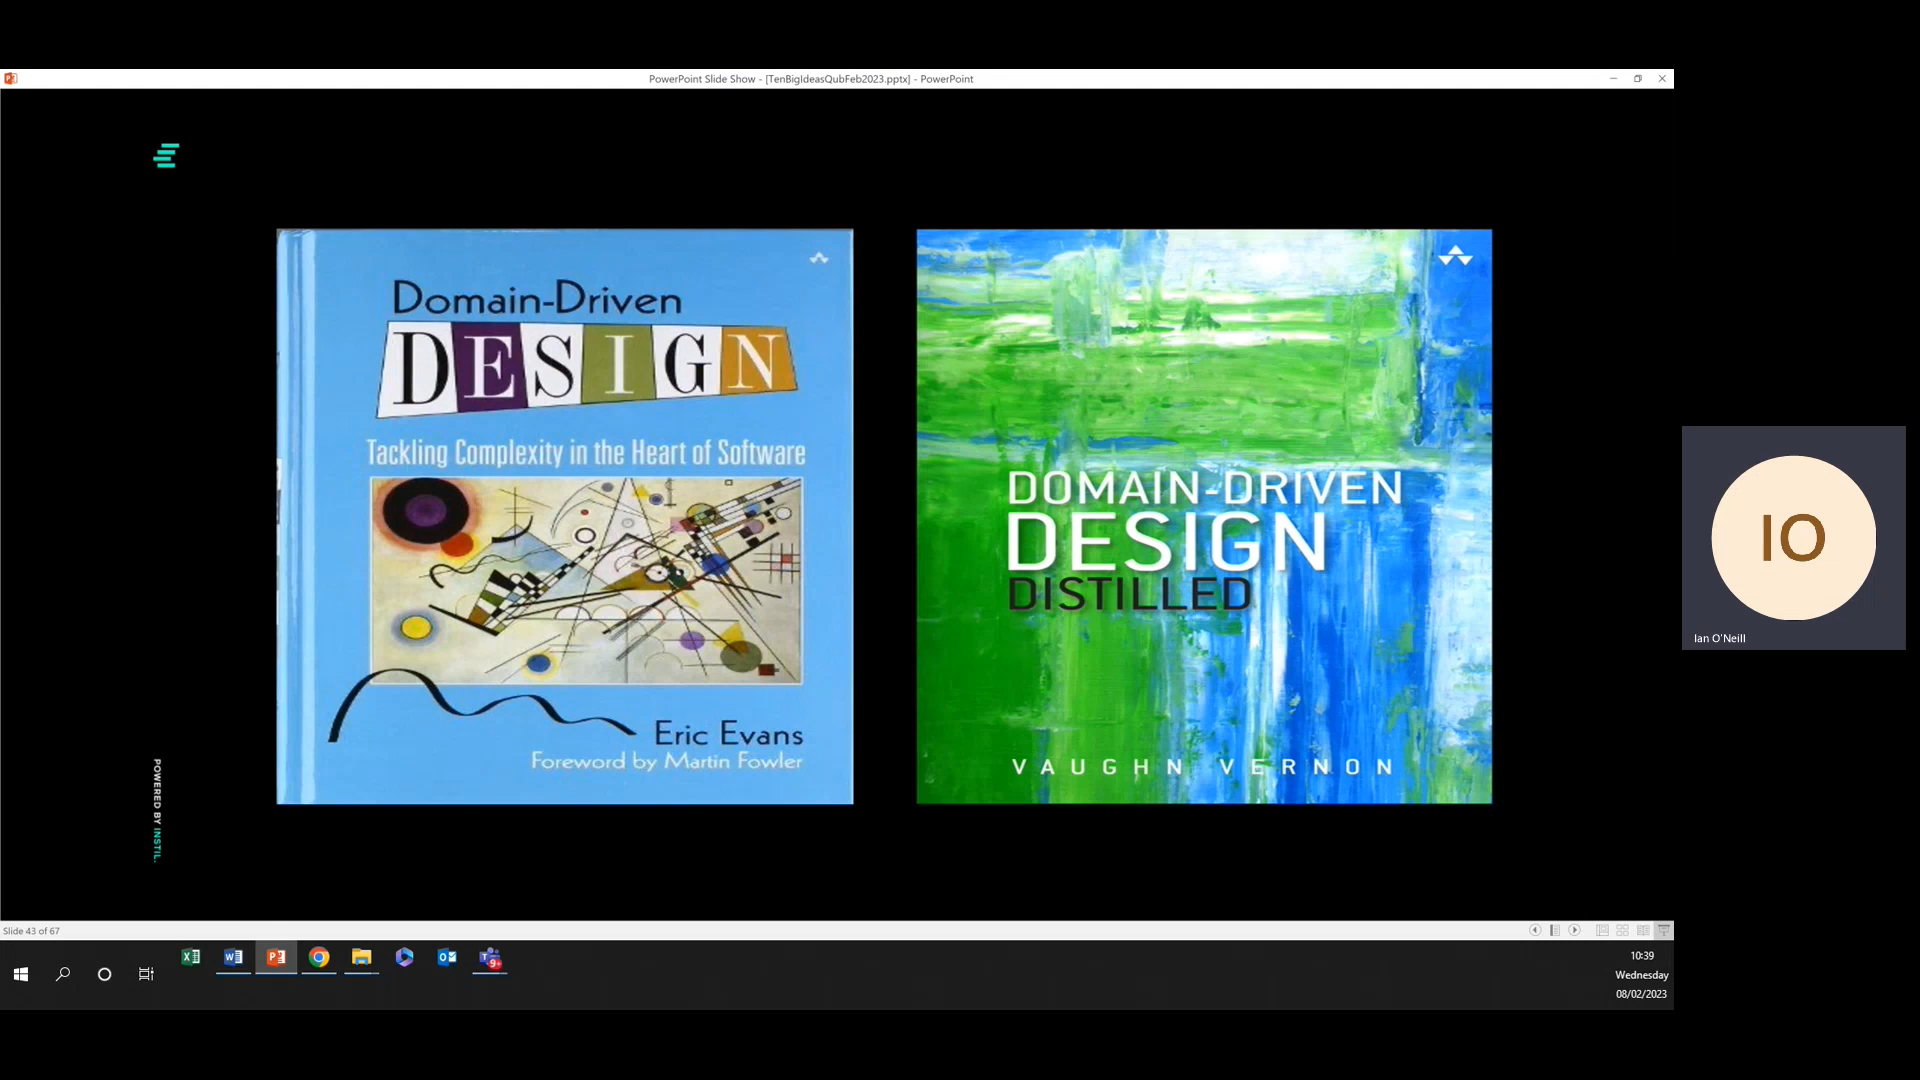 PowerPoint Slide Show - [TenBigIdeasQubFeb2023.pptx] - PowerPoint
Domain-Driven
DESIGN
Tackling Complexity in the Heart of Software
Eric Evans
Foreword by Martin Fowler
DOMAIN-DRIVEN
DESIGN
DISTILLED
VAUGHN VERNON
POWERED BY INSTIL.
IO
Ian O'Neill
Slide 43 of 67
9+
10:39
Wednesday
08/02/2023